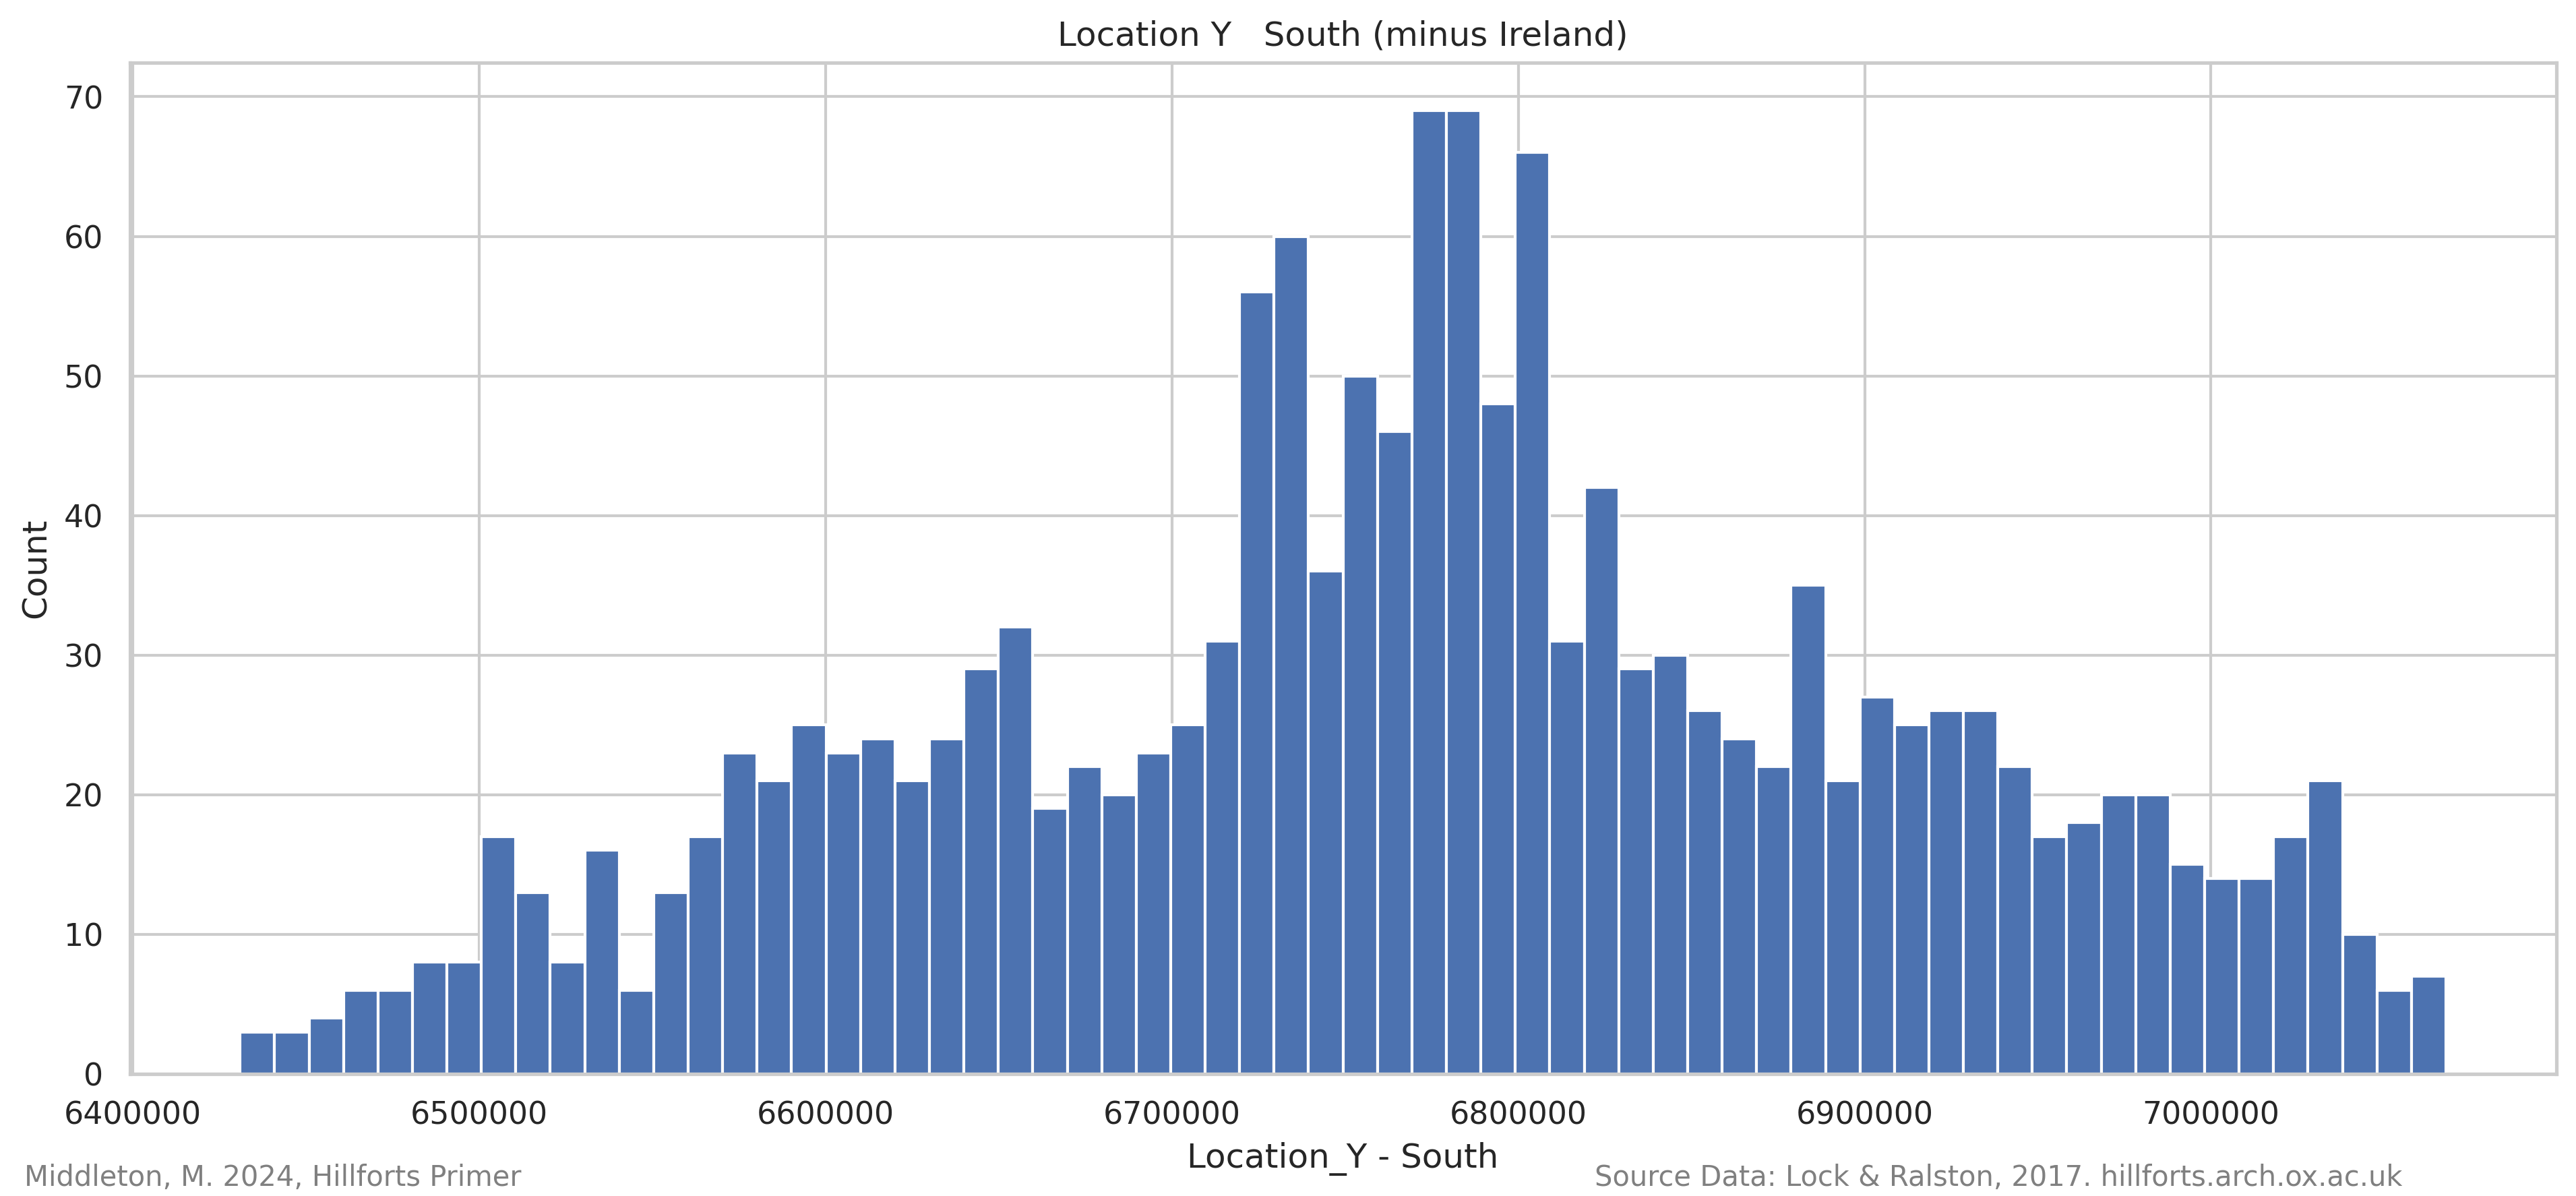 Location Y   South (minus Ireland)
70
60
50
40
30
20
10
0
Count
6400000 6500000 6600000 6700000 6800000 6900000 7000000
Location_Y - South
Middleton, M. 2024, Hillforts Primer
Source Data: Lock & Ralston, 2017. hillforts.arch.ox.ac.uk